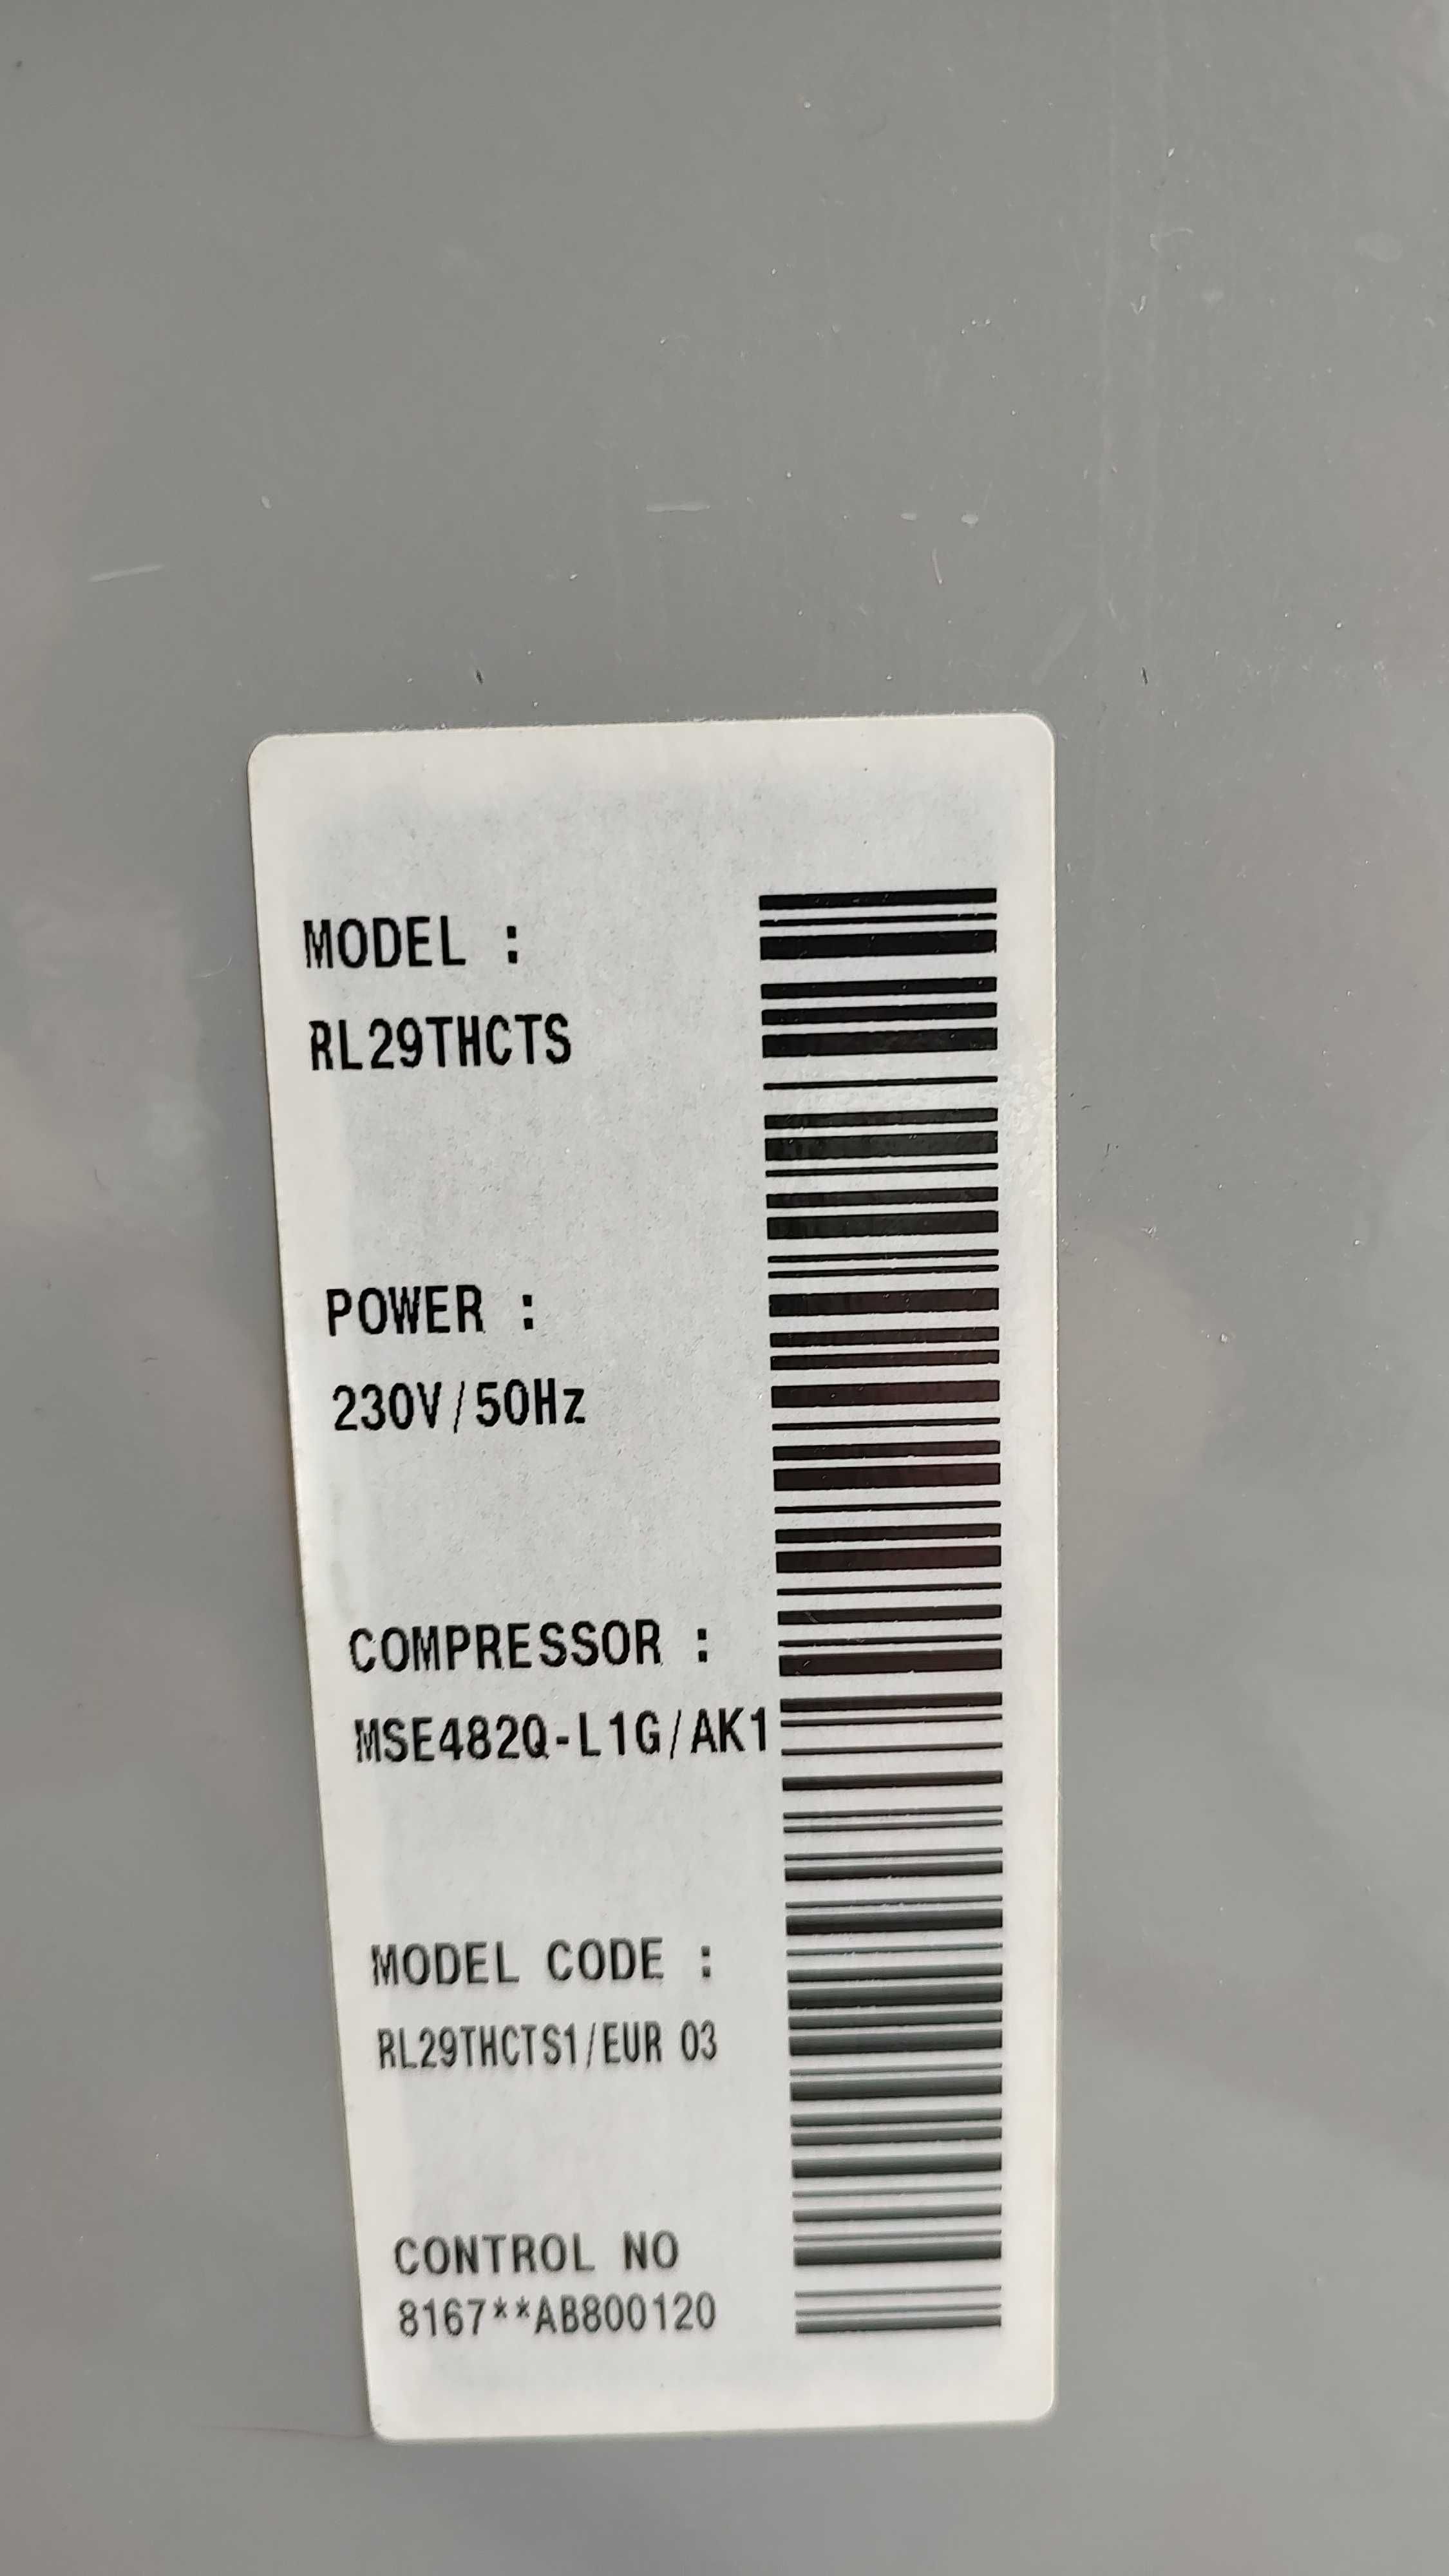 MODEL :
RL29THCTS
POWER :
230V/50Hz
COMPRESSOR :
MSE482Q-L1G/AK1
MODEL CODE :
RL29THCTS1/EUR 03
CONTROL NO
8167**AB800120